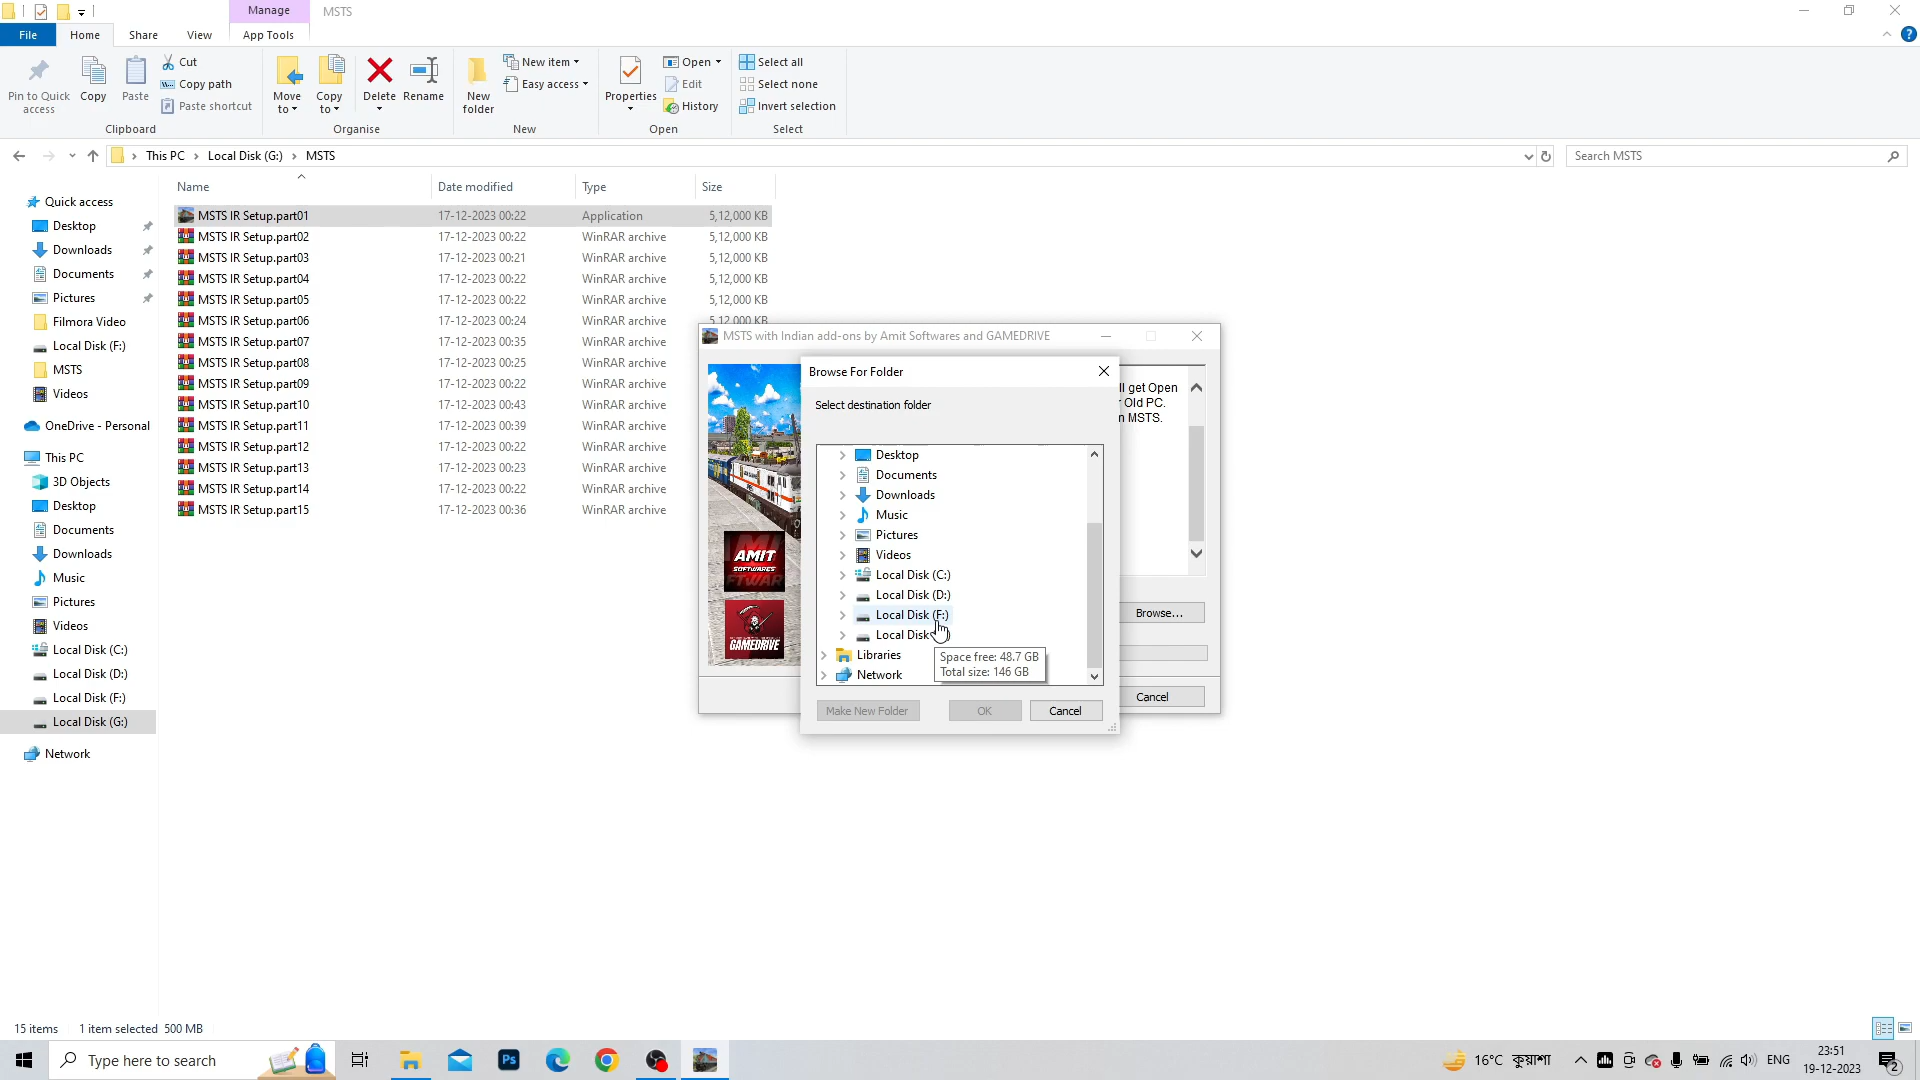 Manage MSTS
File Home Share View App Tools
Pin to Quick access
Copy
Paste
Cut
Copy path
Paste shortcut
Clipboard
Move to
Copy to
Delete
Rename
Organise
New folder
New item
Easy access
New
Properties
Open
Edit
History
Open
Select all
Select none
Invert selection
Select
This PC › Local Disk (G:) › MSTS
Search MSTS
Name Date modified Type Size
MSTS IR Setup.part01 17-12-2023 00:22 Application 5,12,000 KB
MSTS IR Setup.part02 17-12-2023 00:22 WinRAR archive 5,12,000 KB
MSTS IR Setup.part03 17-12-2023 00:21 WinRAR archive 5,12,000 KB
MSTS IR Setup.part04 17-12-2023 00:22 WinRAR archive 5,12,000 KB
MSTS IR Setup.part05 17-12-2023 00:22 WinRAR archive 5,12,000 KB
MSTS IR Setup.part06 17-12-2023 00:24 WinRAR archive 5,12,000 KB
MSTS IR Setup.part07 17-12-2023 00:35 WinRAR archive
MSTS IR Setup.part08 17-12-2023 00:25 WinRAR archive
MSTS IR Setup.part09 17-12-2023 00:22 WinRAR archive
MSTS IR Setup.part10 17-12-2023 00:43 WinRAR archive
MSTS IR Setup.part11 17-12-2023 00:39 WinRAR archive
MSTS IR Setup.part12 17-12-2023 00:22 WinRAR archive
MSTS IR Setup.part13 17-12-2023 00:23 WinRAR archive
MSTS IR Setup.part14 17-12-2023 00:22 WinRAR archive
MSTS IR Setup.part15 17-12-2023 00:36 WinRAR archive
Quick access
Desktop
Downloads
Documents
Pictures
Filmora Video
Local Disk (F:)
MSTS
Videos
OneDrive - Personal
This PC
3D Objects
Desktop
Documents
Downloads
Music
Pictures
Videos
Local Disk (C:)
Local Disk (D:)
Local Disk (F:)
Local Disk (G:)
Network
MSTS with Indian add-ons by Amit Softwares and GAMEDRIVE
AMIT
SOFTWARES
GAMEDRIVE
ll get Open
Old PC.
n MSTS.
Browse...
Cancel
Browse For Folder
Select destination folder
Desktop
Documents
Downloads
Music
Pictures
Videos
Local Disk (C:)
Local Disk (D:)
Local Disk (F:)
Local Disk
Libraries
Network
Space free: 48.7 GB
Total size: 146 GB
Make New Folder OK Cancel
15 items 1 item selected 500 MB
Type here to search
Ps
16°C কুয়াশা
ENG
23:51
19-12-2023
2